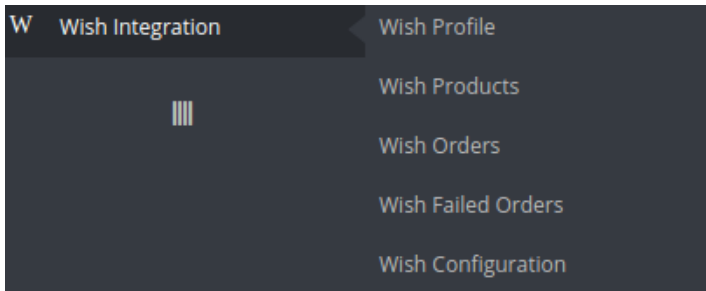 W Wish Integration
Wish Profile
Wish Products
Wish Orders
Wish Failed Orders
Wish Configuration